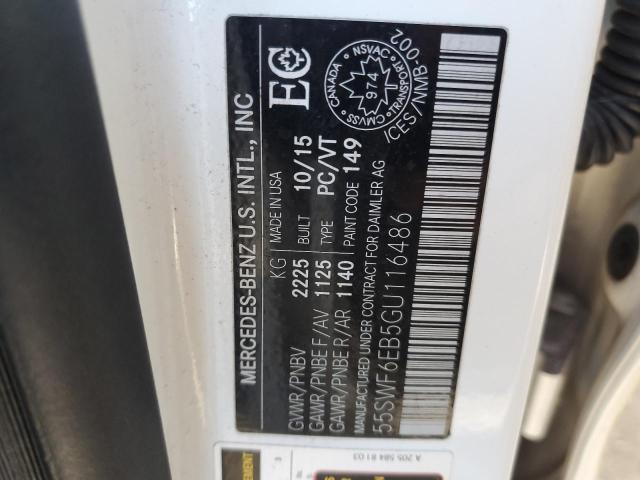 MERCEDES-BENZ U.S. INTL., INC
KG MADE IN USA
GVWR/PNBV 2225 BUILT 10/15
GAWR/PNBE F/AV 1125 TYPE PC/VT
GAWR/PNBE R/AR 1140 PAINT CODE 149
MANUFACTURED UNDER CONTRACT FOR DAIMLER AG
55SWF6EB5GU116486
EC
CANADA NSVAC
974
CMVSS TRANSPORT
ICES/NMB-002
A 205 584 81 03